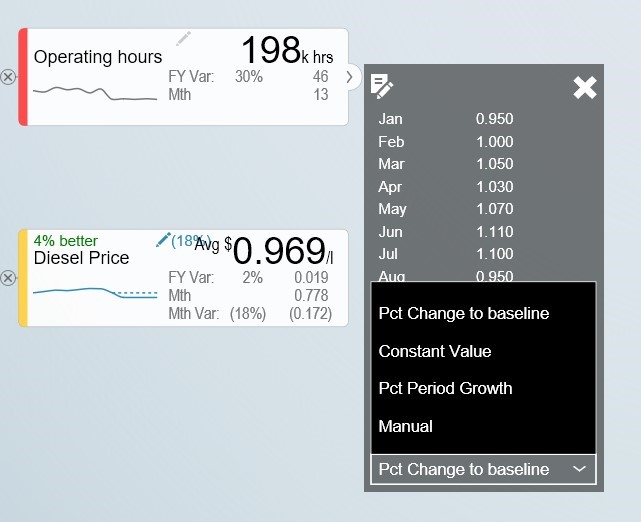 Operating hours 198k hrs
FY Var: 30% 46
Mth 13
4% better (18%) Avg $0.969/l
Diesel Price
FY Var: 2% 0.019
Mth 0.778
Mth Var: (18%) (0.172)
Jan 0.950
Feb 1.000
Mar 1.050
Apr 1.030
May 1.070
Jun 1.110
Jul 1.100
Aug 0.950
Pct Change to baseline
Constant Value
Pct Period Growth
Manual
Pct Change to baseline